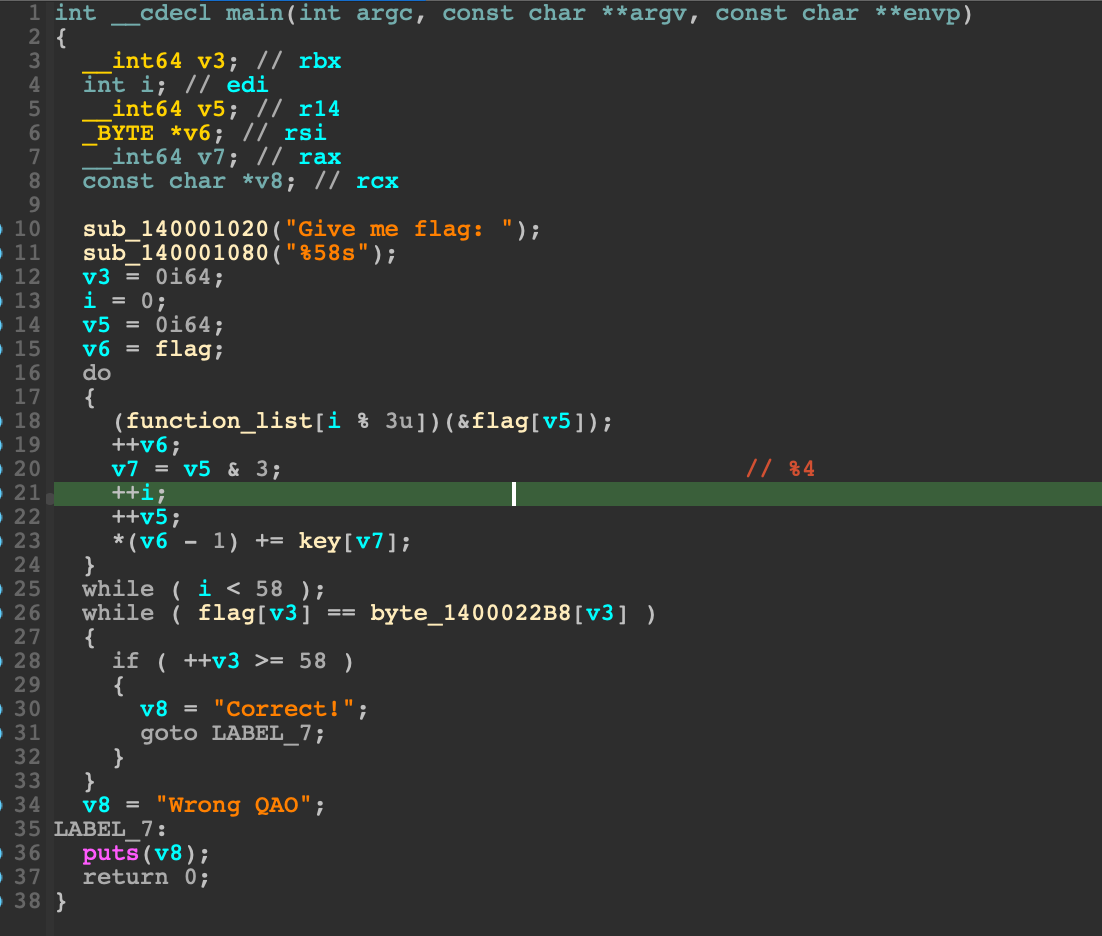 1 int __cdecl main(int argc, const char **argv, const char **envp)
2 {
3   __int64 v3; // rbx
4   int i; // edi
5   __int64 v5; // r14
6   _BYTE *v6; // rsi
7   __int64 v7; // rax
8   const char *v8; // rcx
9
10   sub_140001020("Give me flag: ");
11   sub_140001080("%58s");
12   v3 = 0i64;
13   i = 0;
14   v5 = 0i64;
15   v6 = flag;
16   do
17   {
18     (function_list[i % 3u])(&flag[v5]);
19     ++v6;
20     v7 = v5 & 3; // %4
21     ++i;
22     ++v5;
23     *(v6 - 1) += key[v7];
24   }
25   while ( i < 58 );
26   while ( flag[v3] == byte_1400022B8[v3] )
27   {
28     if ( ++v3 >= 58 )
29     {
30       v8 = "Correct!";
31       goto LABEL_7;
32     }
33   }
34   v8 = "Wrong QAO";
35 LABEL_7:
36   puts(v8);
37   return 0;
38 }